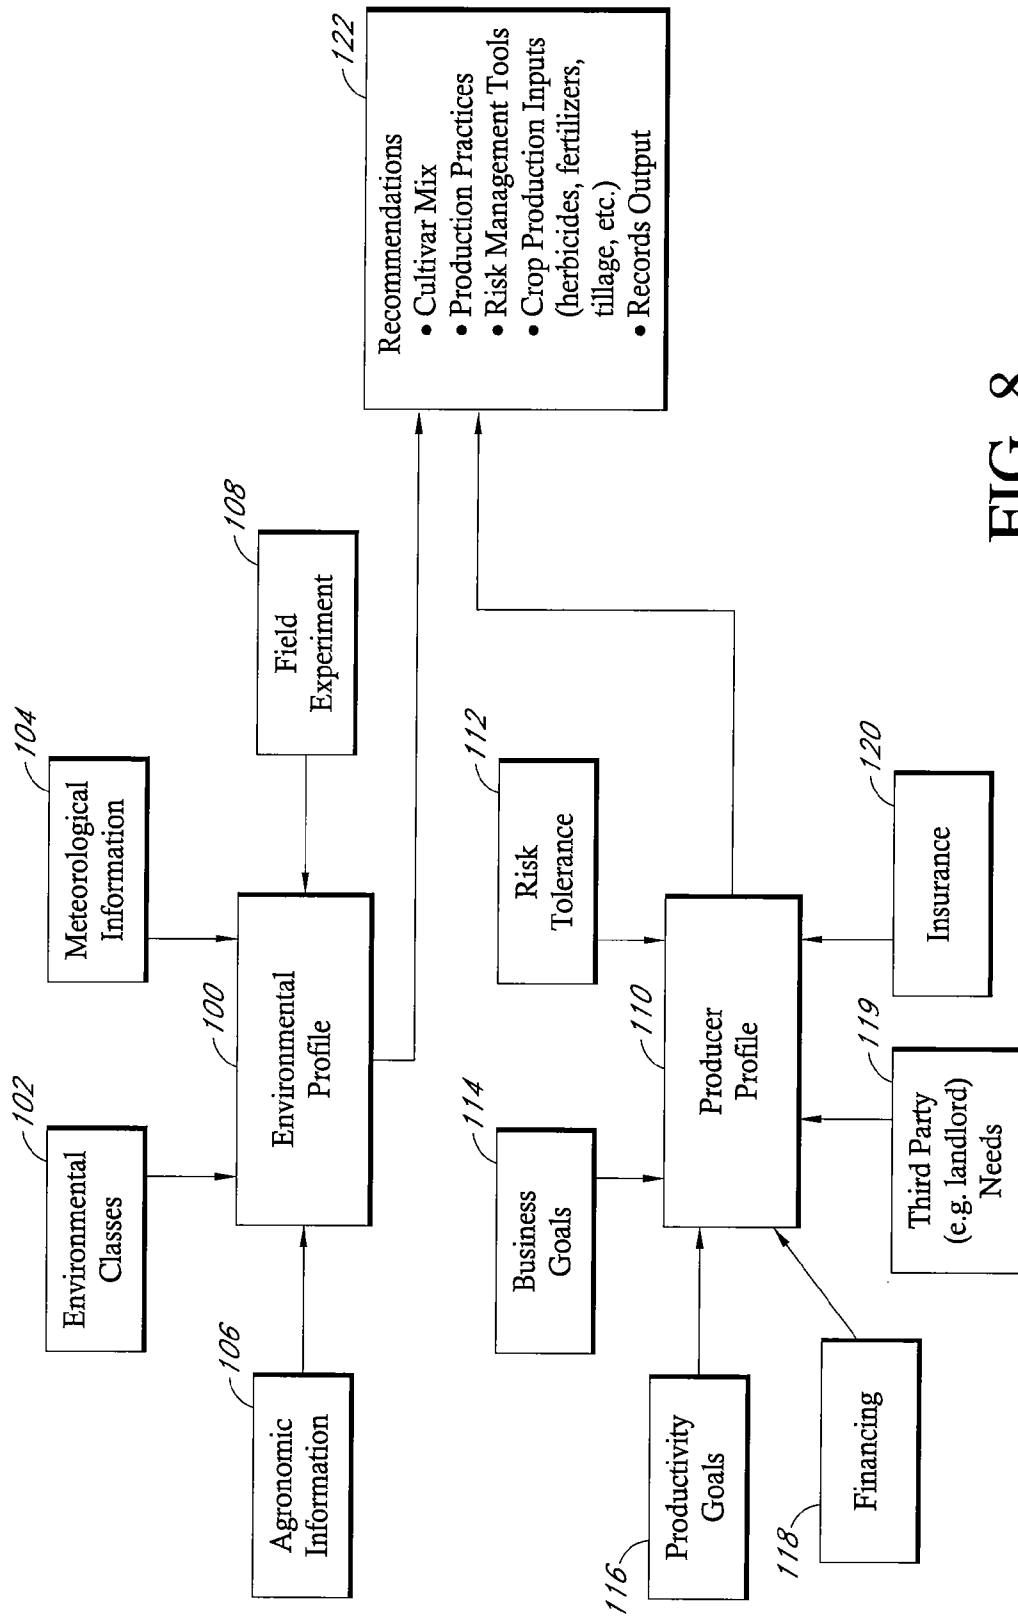 102
Environmental
Classes
104
Meteorological
Information
106
Agronomic
Information
100
Environmental
Profile
108
Field
Experiment
114
Business
Goals
112
Risk
Tolerance
116
Productivity
Goals
110
Producer
Profile
118
Financing
119
Third Party
(e.g. landlord)
Needs
120
Insurance
122
Recommendations
• Cultivar Mix
• Production Practices
• Risk Management Tools
• Crop Production Inputs
(herbicides, fertilizers,
tillage, etc.)
• Records Output
FIG. 8